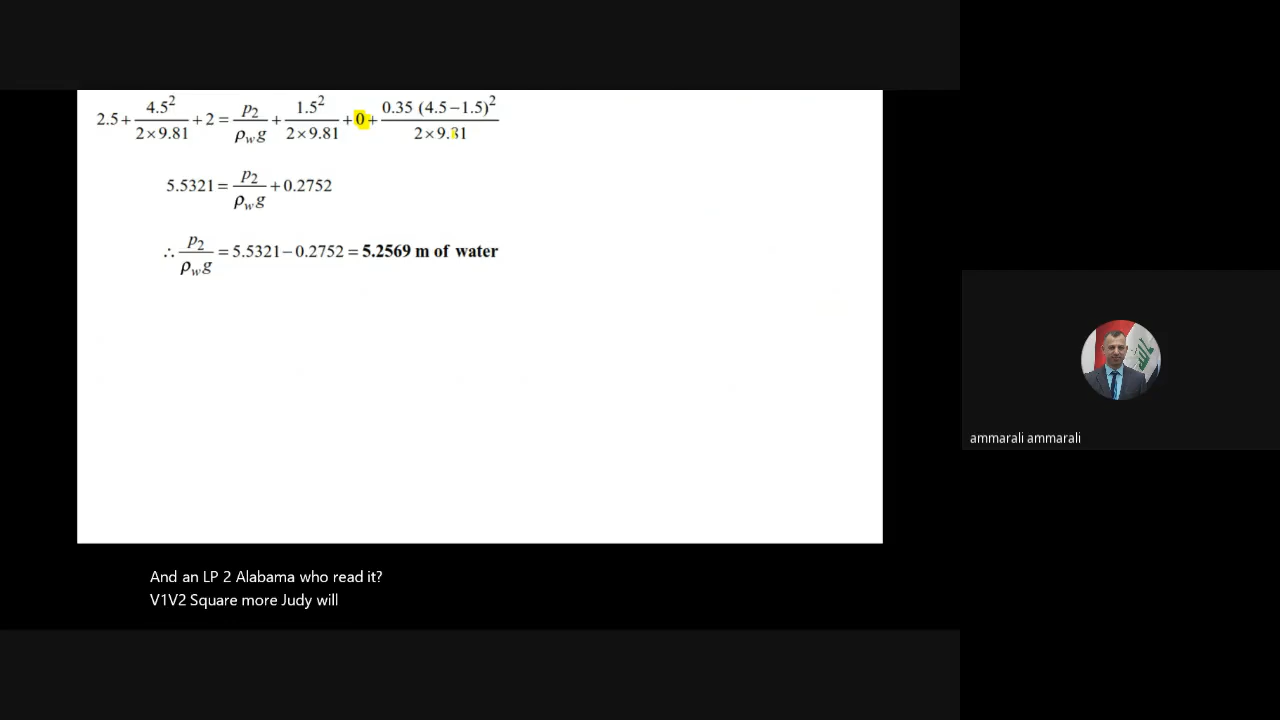 2.5 + 4.5²/(2×9.81) + 2 = p₂/(ρ_w g) + 1.5²/(2×9.81) + 0 + 0.35 (4.5−1.5)²/(2×9.81)
5.5321 = p₂/(ρ_w g) + 0.2752
∴ p₂/(ρ_w g) = 5.5321 − 0.2752 = 5.2569 m of water
ammarali ammarali
And an LP 2 Alabama who read it?
V1V2 Square more Judy will